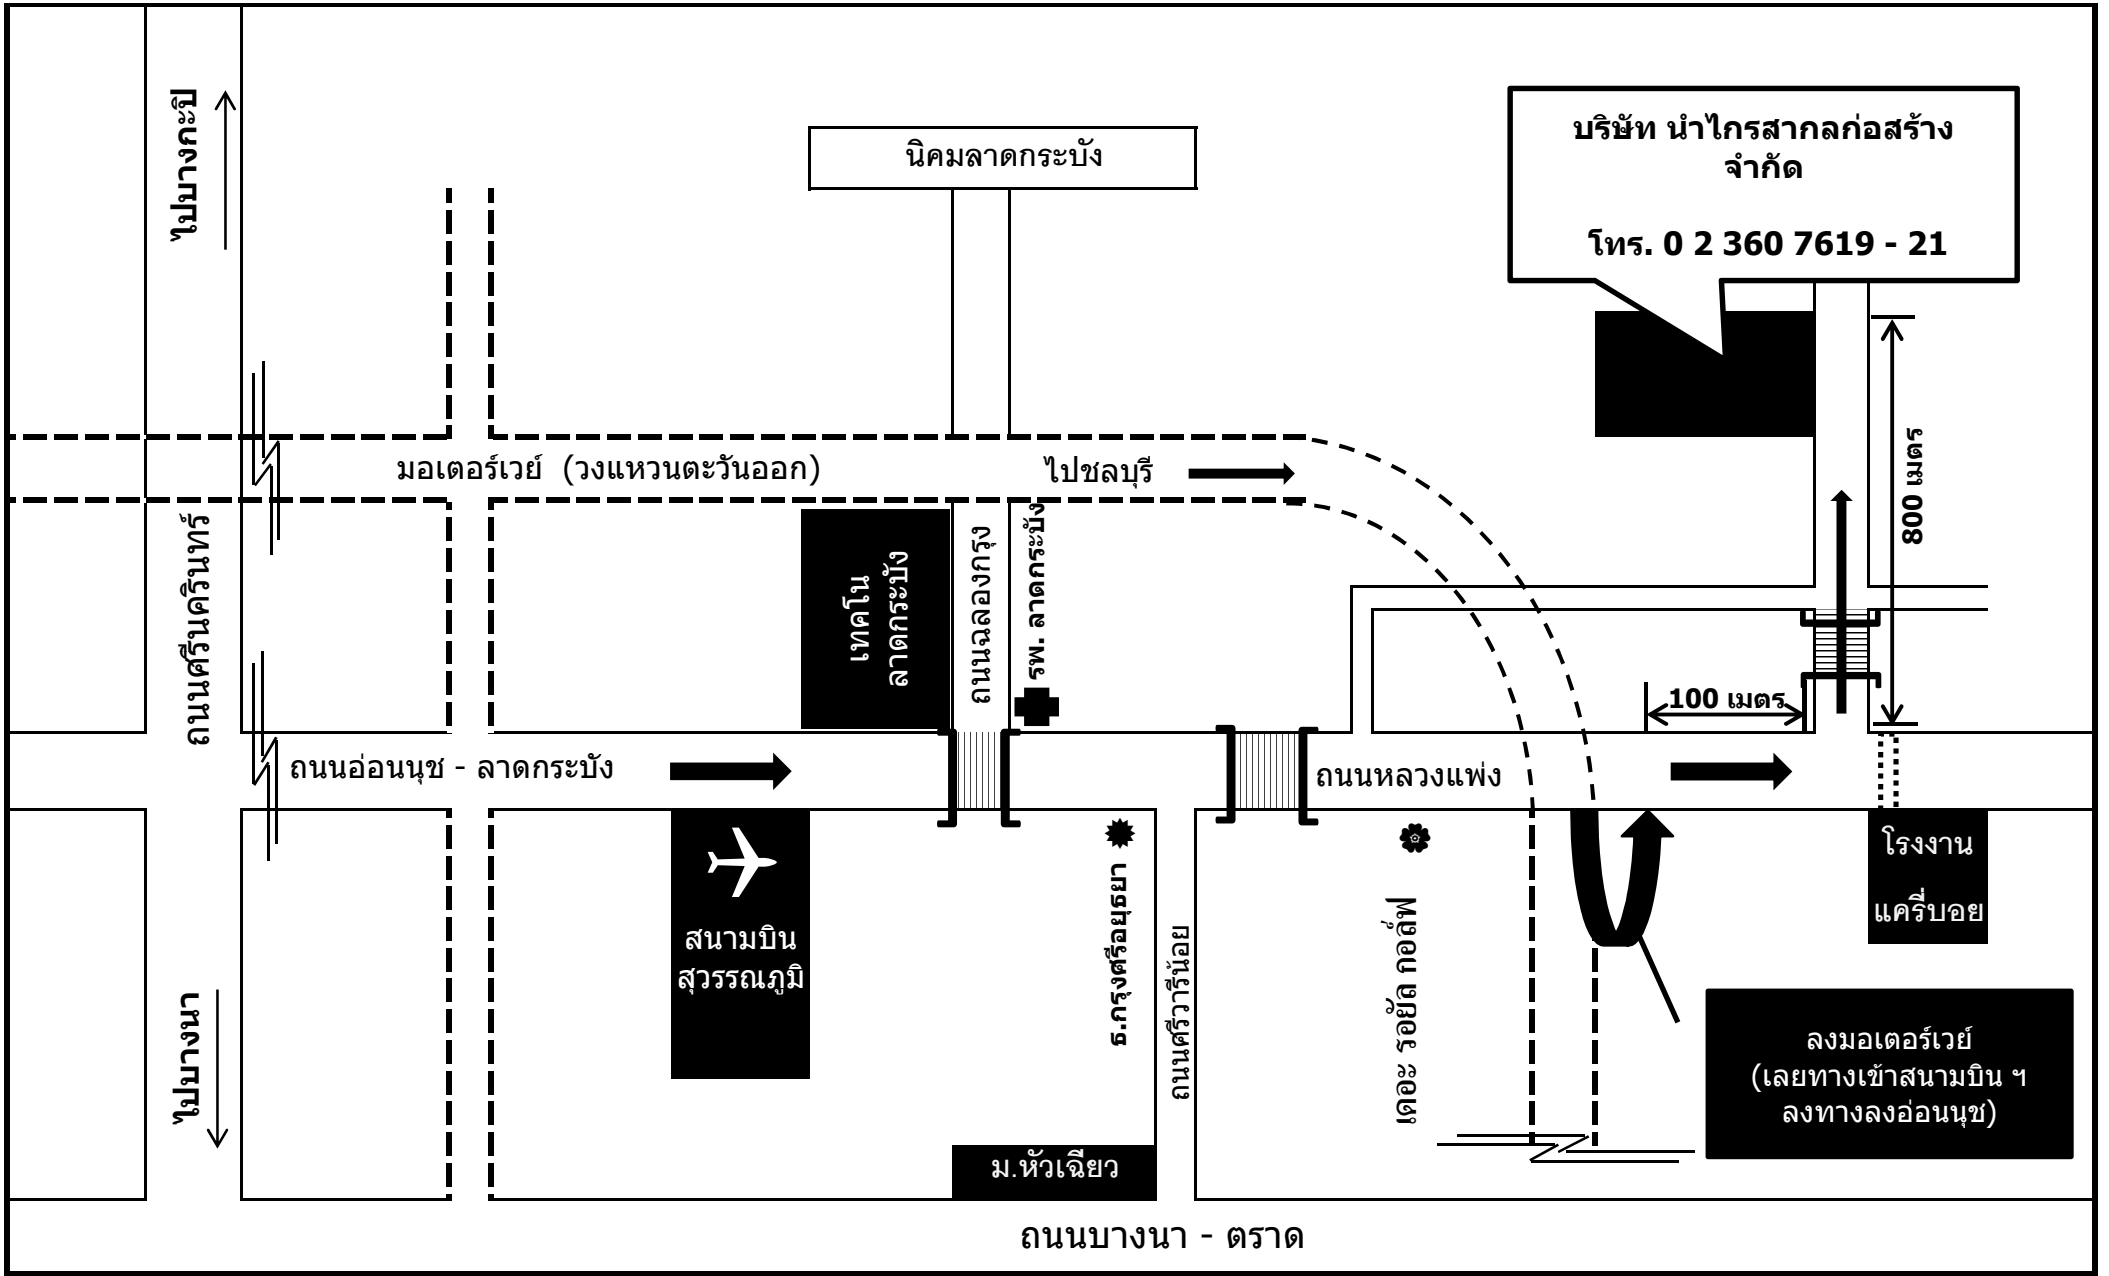 ไปบางกะปิ
นิคมลาดกระบัง
บริษัท นำไกรสากลก่อสร้าง
จำกัด
โทร. 0 2 360 7619 - 21
มอเตอร์เวย์ (วงแหวนตะวันออก)
ไปชลบุรี
800 เมตร
ถนนศรีนครินทร์
เทคโน
ลาดกระบัง
ถนนฉลองกรุง
รพ. ลาดกระบัง
100 เมตร
ถนนอ่อนนุช - ลาดกระบัง
ถนนหลวงแพ่ง
สนามบิน
สุวรรณภูมิ
ธ.กรุงศรีอยุธยา
ถนนศรีวารีน้อย
เดอะ รอยัล กอล์ฟ
โรงงาน
แครี่บอย
ไปบางนา
ลงมอเตอร์เวย์
(เลยทางเข้าสนามบิน ฯ
ลงทางลงอ่อนนุช)
ม.หัวเฉียว
ถนนบางนา - ตราด